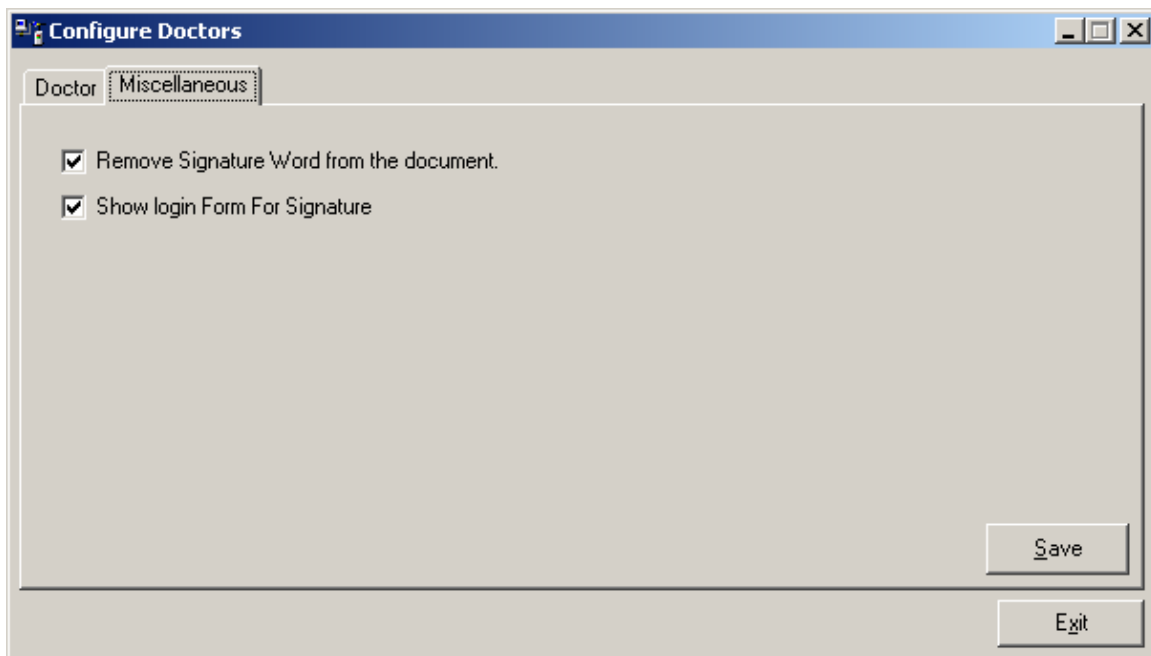 Configure Doctors
Doctor Miscellaneous
Remove Signature Word from the document.
Show login Form For Signature
Save
Exit